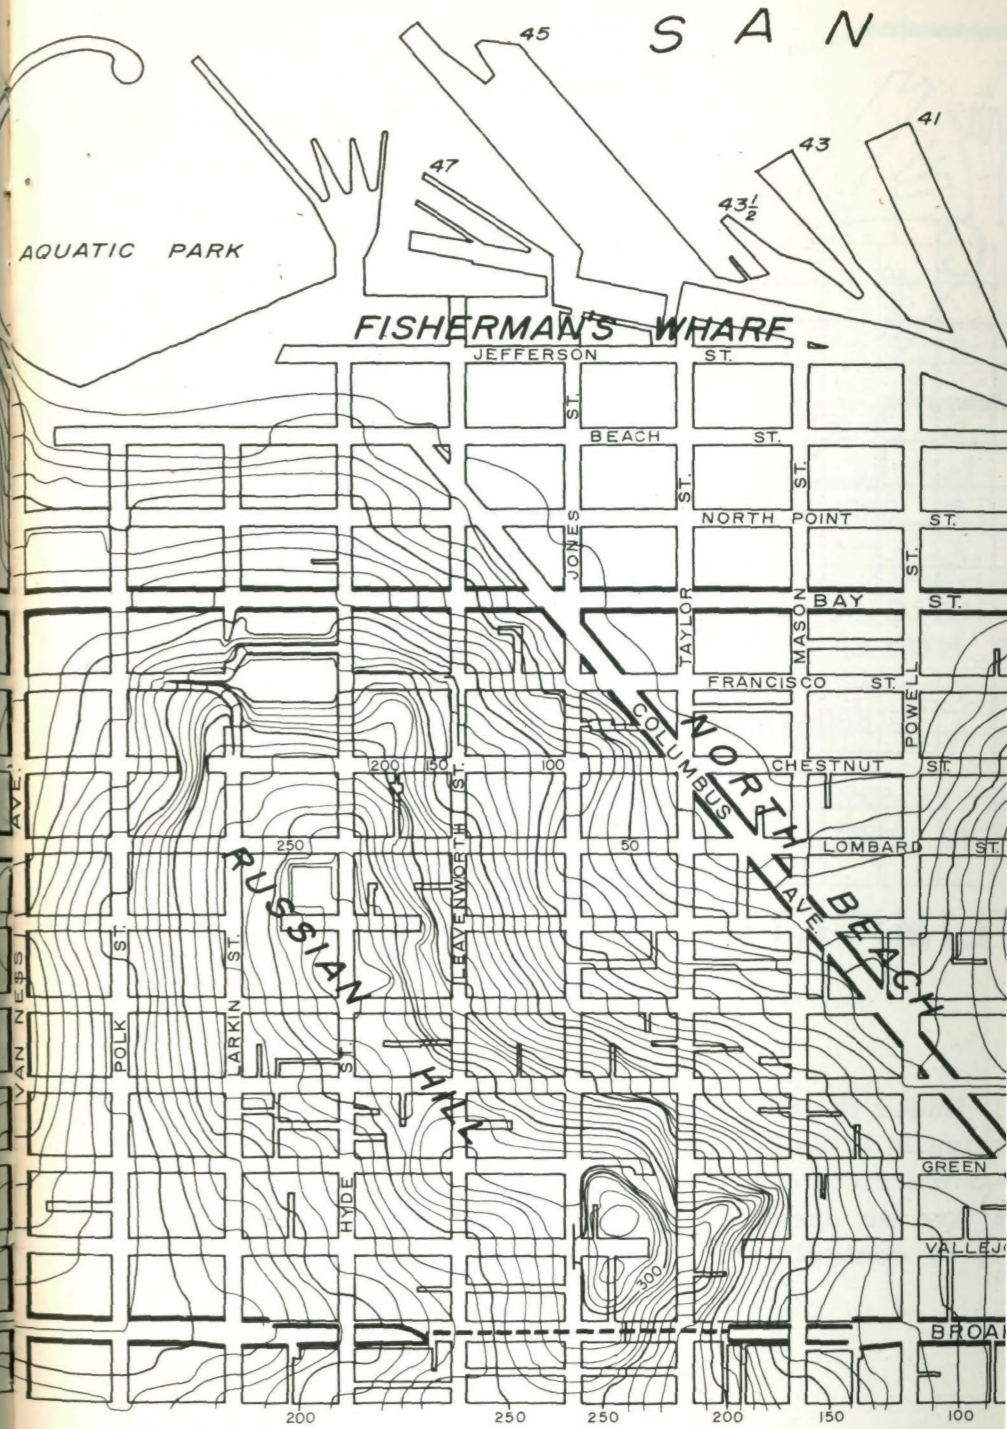 SAN
45
41
43
47
43½
AQUATIC PARK
FISHERMAN'S WHARF
JEFFERSON ST.
ST.
BEACH ST.
ST.
ST.
NORTH POINT ST.
JONES
ST.
BAY ST.
TAYLOR
MASON
FRANCISCO ST.
POWELL
COLUMBUS AVE.
NORTH BEACH
200 150 ST. 100
CHESTNUT ST.
AVE.
250 50
LOMBARD ST.
RUSSIAN HILL
LEAVENWORTH
ST.
ST.
VAN NESS
POLK
LARKIN
ST.
GREEN
HYDE
VALLEJO
300
BROA
200 250 250 200 150 100